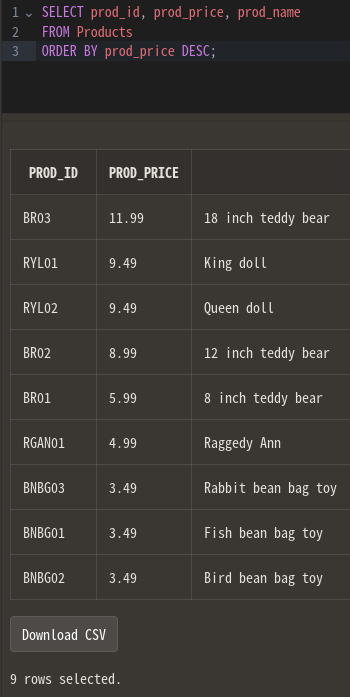 1 SELECT prod_id, prod_price, prod_name
2 FROM Products
3 ORDER BY prod_price DESC;
PROD_ID PROD_PRICE
BR03 11.99 18 inch teddy bear
RYL01 9.49 King doll
RYL02 9.49 Queen doll
BR02 8.99 12 inch teddy bear
BR01 5.99 8 inch teddy bear
RGAN01 4.99 Raggedy Ann
BNBG03 3.49 Rabbit bean bag toy
BNBG01 3.49 Fish bean bag toy
BNBG02 3.49 Bird bean bag toy
Download CSV
9 rows selected.